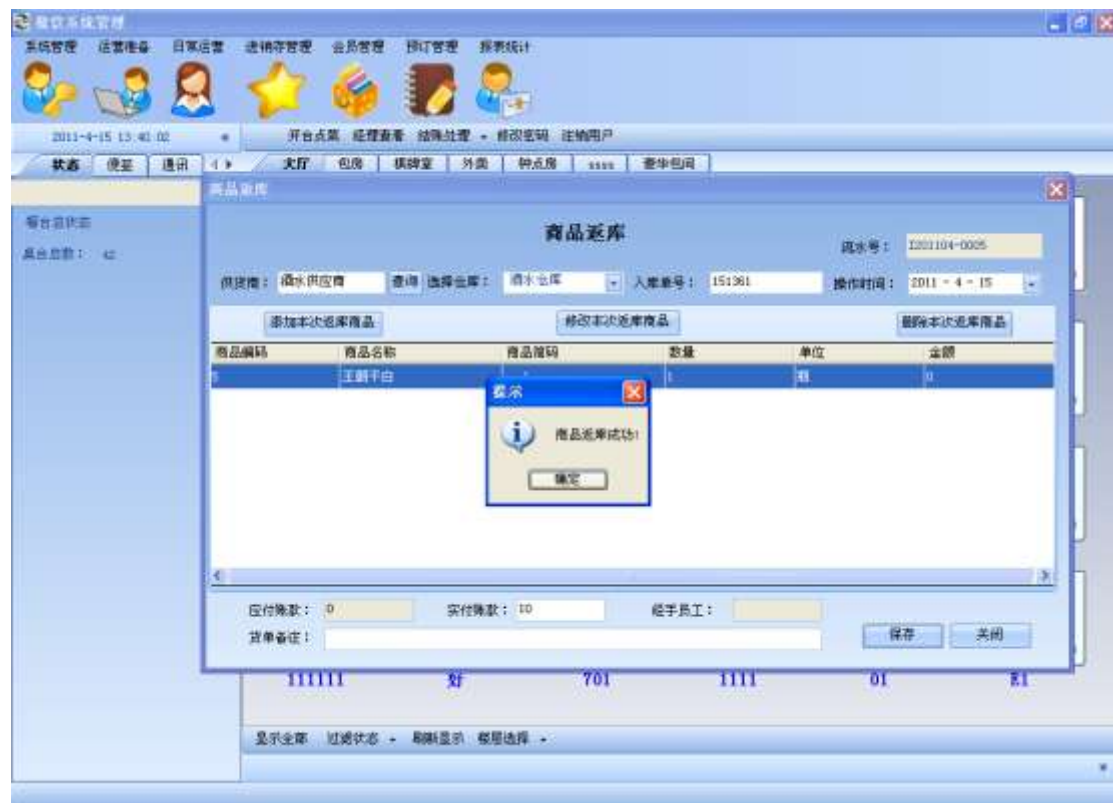 餐饮系统管理
系统管理 运营准备 日常运营 进销存管理 会员管理 预订管理 报表统计
2011-4-15 13:40:02 开台点菜 经理查看 结账处理 修改密码 注销用户
状态 便签 通讯 大厅 包房 棋牌室 外卖 钟点房 ssss 豪华包间
商品返库
商品返库
流水号：
餐台总状态
桌台总数： 42
供货商： 酒水供应商 查询 选择仓库： 酒水仓库 入库单号： 151361 操作时间： 2011 - 4 - 15
添加本次返库商品 修改本次返库商品 删除本次返库商品
商品编码 商品名称 商品简码 数量 单位 金额
5 王朝干白 1 瓶 0
提示
商品返库成功!
确定
应付账款： 0 实付账款： 10 经手员工：
货单备注： 保存 关闭
111111 好 701 1111 01 E1
显示全部 过滤状态 刷新显示 楼层选择